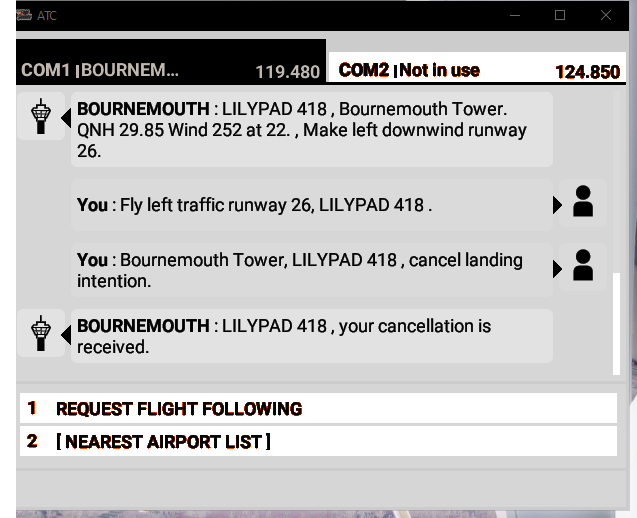 ATC
COM1 |BOURNEM... 119.480 COM2 |Not in use 124.850
BOURNEMOUTH : LILYPAD 418 , Bournemouth Tower.
QNH 29.85 Wind 252 at 22. , Make left downwind runway
26.
You : Fly left traffic runway 26, LILYPAD 418 .
You : Bournemouth Tower, LILYPAD 418 , cancel landing
intention.
BOURNEMOUTH : LILYPAD 418 , your cancellation is
received.
1 REQUEST FLIGHT FOLLOWING
2 [ NEAREST AIRPORT LIST ]